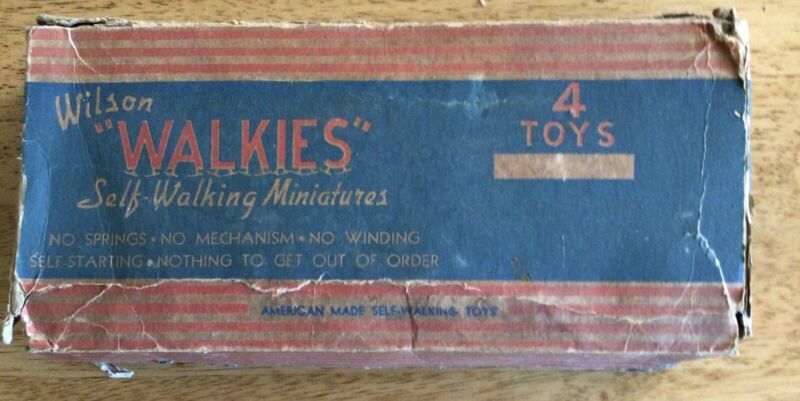 Wilson
"WALKIES"
Self-Walking Miniatures
NO SPRINGS • NO MECHANISM • NO WINDING
SELF-STARTING • NOTHING TO GET OUT OF ORDER
4
TOYS
AMERICAN MADE SELF-WALKING TOYS